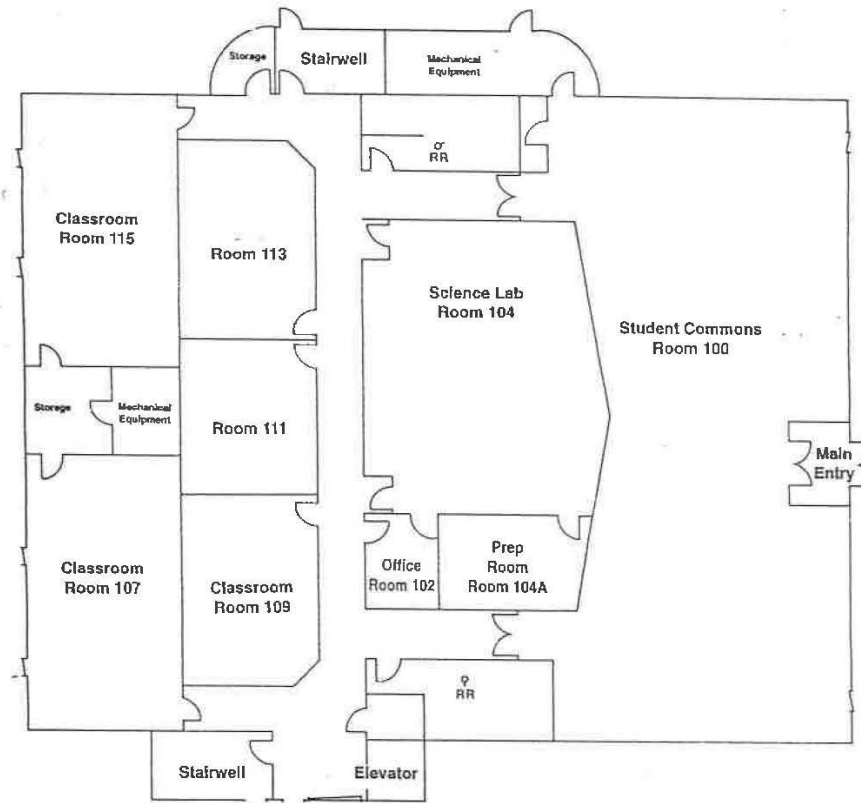 Storage
Stairwell
Mechanical
Equipment
♂
RR
Classroom
Room 115
Room 113
Science Lab
Room 104
Student Commons
Room 100
Storage
Mechanical
Equipment
Room 111
Main
Entry
Classroom
Room 107
Classroom
Room 109
Office
Room 102
Prep
Room
Room 104A
♀
RR
Stairwell
Elevator